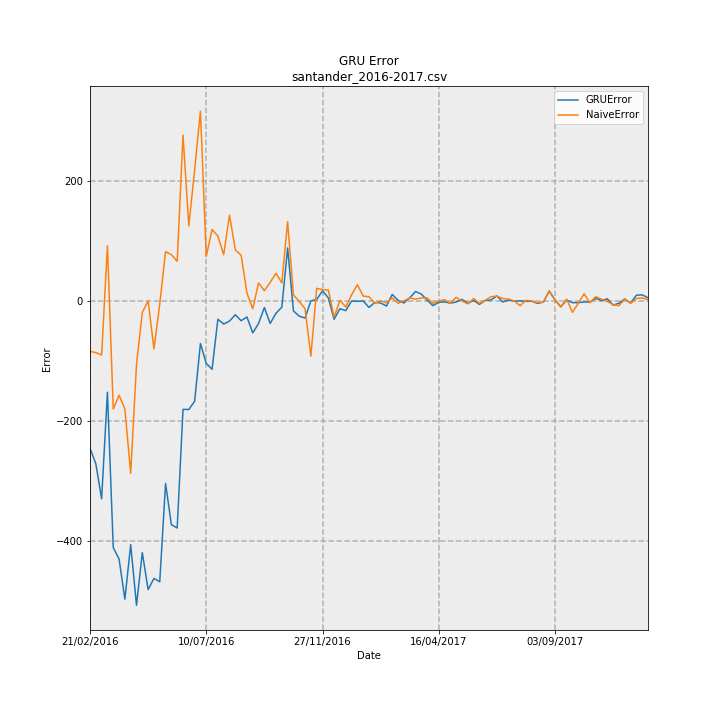 GRU Error
santander_2016-2017.csv
GRUError
NaiveError
200
0
−200
−400
Error
21/02/2016
10/07/2016
27/11/2016
16/04/2017
03/09/2017
Date